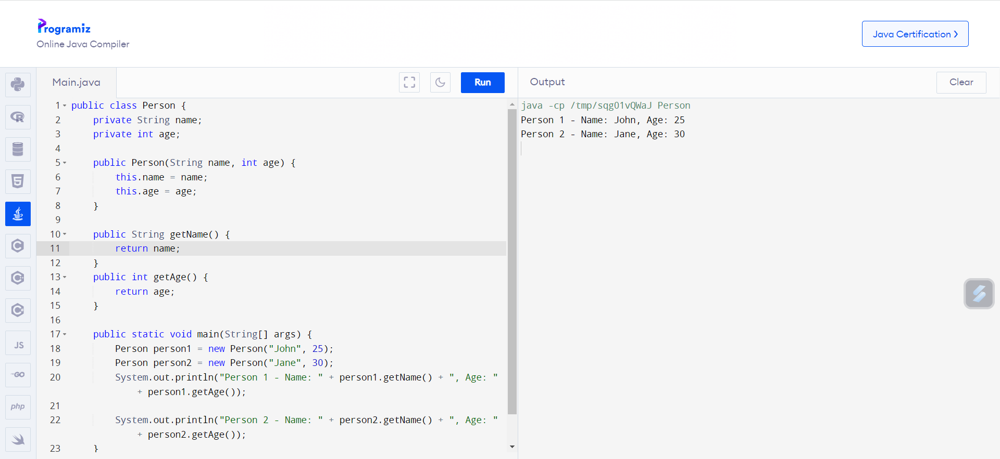 Programiz
Online Java Compiler
Java Certification >
Main.java
Run
Output
Clear
1 public class Person {
2     private String name;
3     private int age;
4
5     public Person(String name, int age) {
6         this.name = name;
7         this.age = age;
8     }
9
10     public String getName() {
11         return name;
12     }
13     public int getAge() {
14         return age;
15     }
16
17     public static void main(String[] args) {
18         Person person1 = new Person("John", 25);
19         Person person2 = new Person("Jane", 30);
20         System.out.println("Person 1 - Name: " + person1.getName() + ", Age: "
            + person1.getAge());
21
22         System.out.println("Person 2 - Name: " + person2.getName() + ", Age: "
            + person2.getAge());
23     }
java -cp /tmp/sqg01vQWaJ Person
Person 1 - Name: John, Age: 25
Person 2 - Name: Jane, Age: 30
R
5
C
C++
C#
JS
GO
php